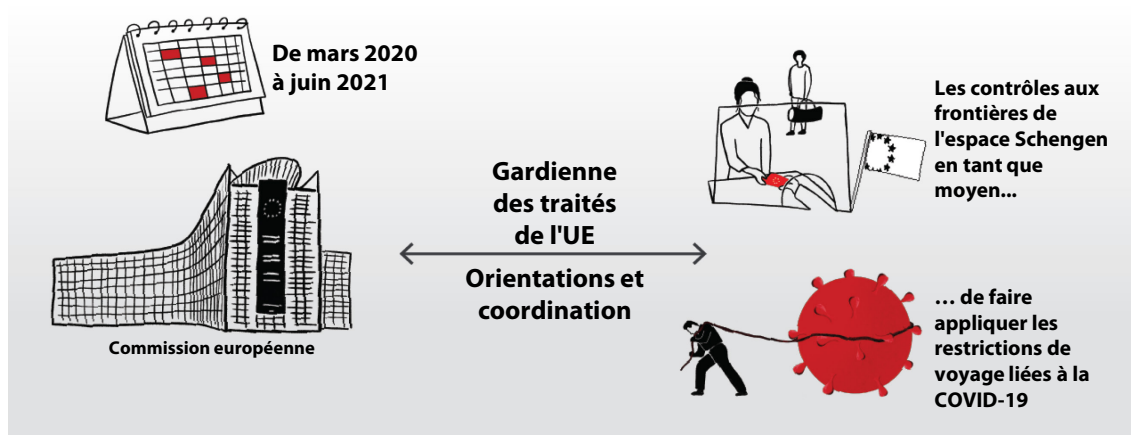 De mars 2020
à juin 2021
Commission européenne
Gardienne
des traités
de l'UE
Orientations et
coordination
Les contrôles aux
frontières de
l'espace Schengen
en tant que
moyen...
… de faire
appliquer les
restrictions de
voyage liées à la
COVID-19